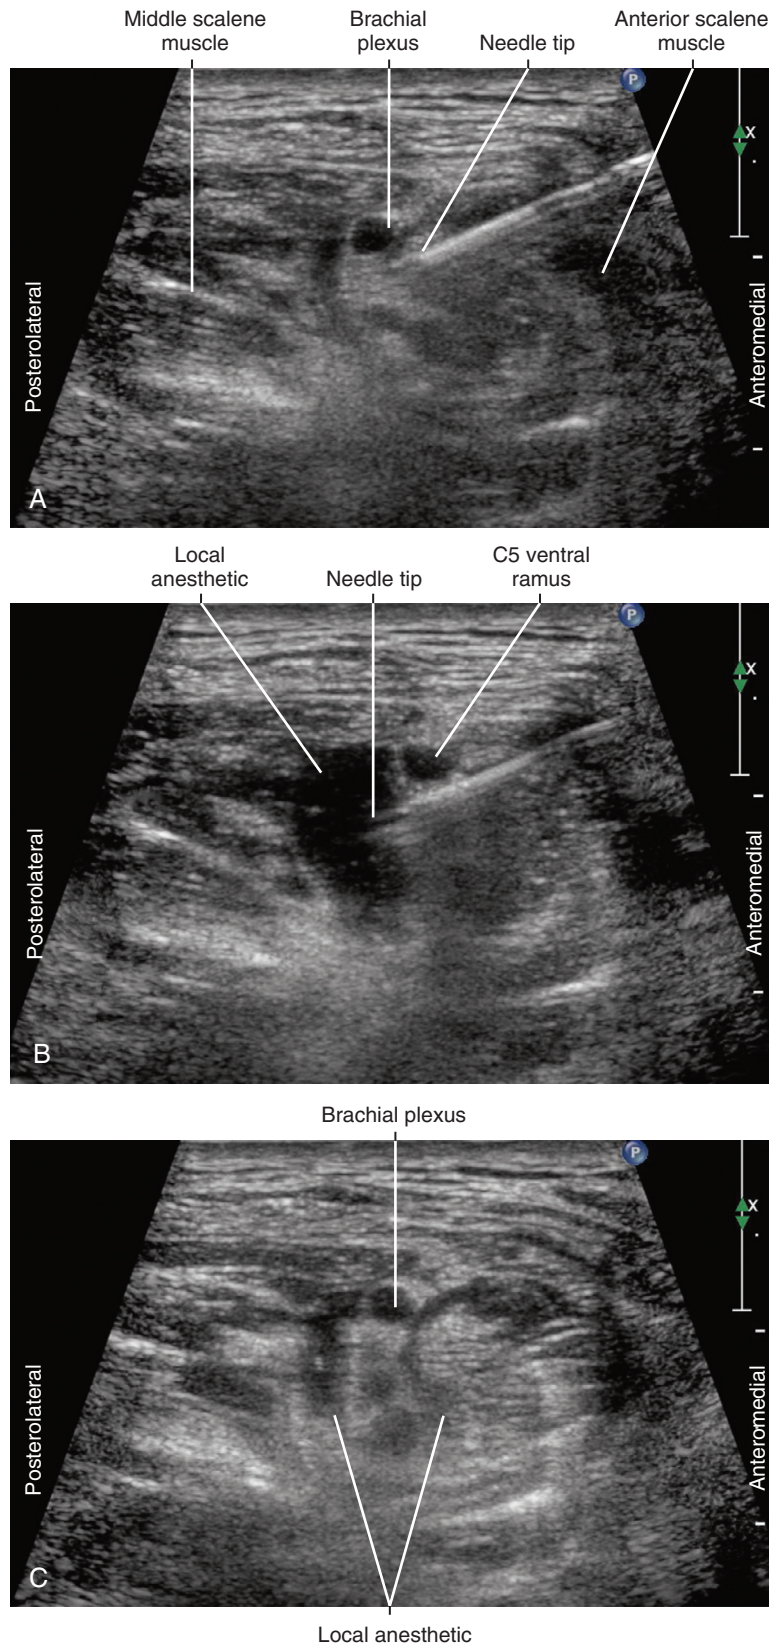 Middle scalene
muscle
Brachial
plexus
Needle tip
Anterior scalene
muscle
P
X
Posterolateral
Anteromedial
A
Local
anesthetic
Needle tip
C5 ventral
ramus
P
X
Posterolateral
Anteromedial
B
Brachial plexus
P
X
Posterolateral
Anteromedial
C
Local anesthetic